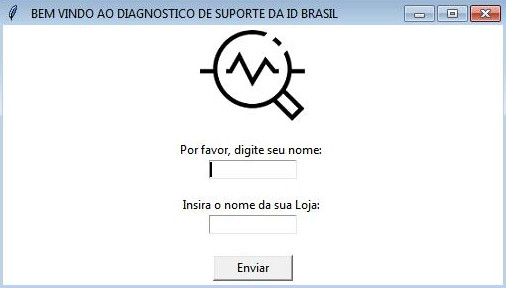 BEM VINDO AO DIAGNOSTICO DE SUPORTE DA ID BRASIL
Por favor, digite seu nome:
Insira o nome da sua Loja:
Enviar